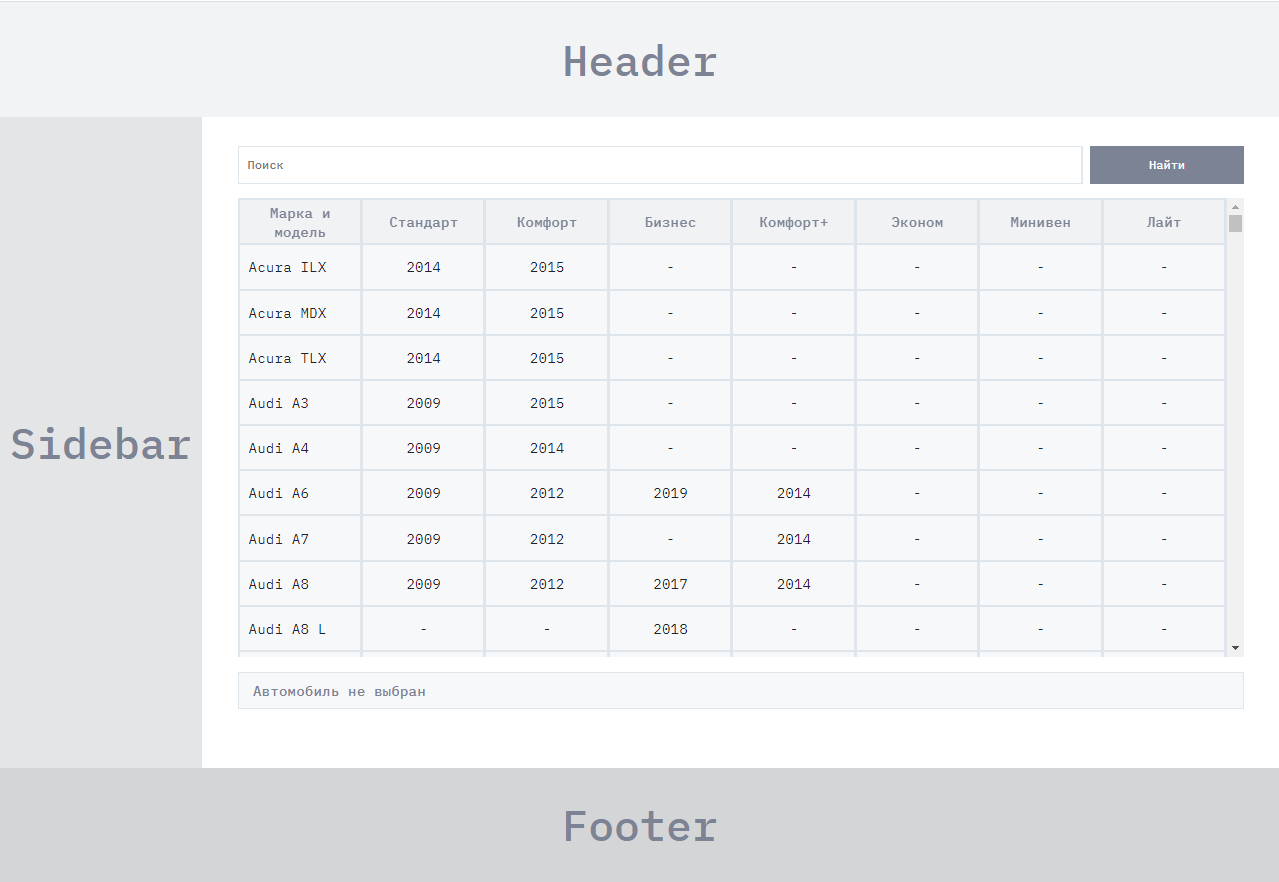 Header
Sidebar
Поиск
Найти
Марка и модель Стандарт Комфорт Бизнес Комфорт+ Эконом Минивен Лайт
Acura ILX 2014 2015 - - - - -
Acura MDX 2014 2015 - - - - -
Acura TLX 2014 2015 - - - - -
Audi A3 2009 2015 - - - - -
Audi A4 2009 2014 - - - - -
Audi A6 2009 2012 2019 2014 - - -
Audi A7 2009 2012 - 2014 - - -
Audi A8 2009 2012 2017 2014 - - -
Audi A8 L - - 2018 - - - -
Автомобиль не выбран
Footer